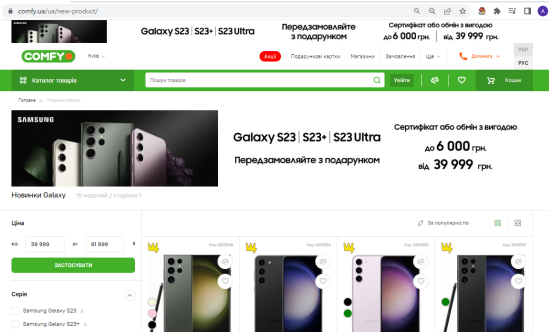 comfy.ua/ua/new-product/
A
Galaxy S23 | S23+ | S23 Ultra
Передзамовляйте
з подарунком
Сертифікат або обмін з вигодою
до 6 000 грн.
від 39 999 грн.
COMFY
Київ
Акції
Подарункові картки
Магазини
Замовлення
Ще
Допомога
УКР
РУС
Каталог товарів
Пошук товарів
Увійти
Кошик
Головна
Новинки Galaxy
SAMSUNG
Galaxy S23 | S23+ | S23 Ultra
Передзамовляйте з подарунком
Сертифікат або обмін з вигодою
до 6 000 грн.
від 39 999 грн.
Новинки Galaxy
15 моделей / сторінка 1
Ціна
від 39 999 до 61 999 ₴
ЗАСТОСУВАТИ
За популярністю
Серія
Samsung Galaxy S23
Samsung Galaxy S23+